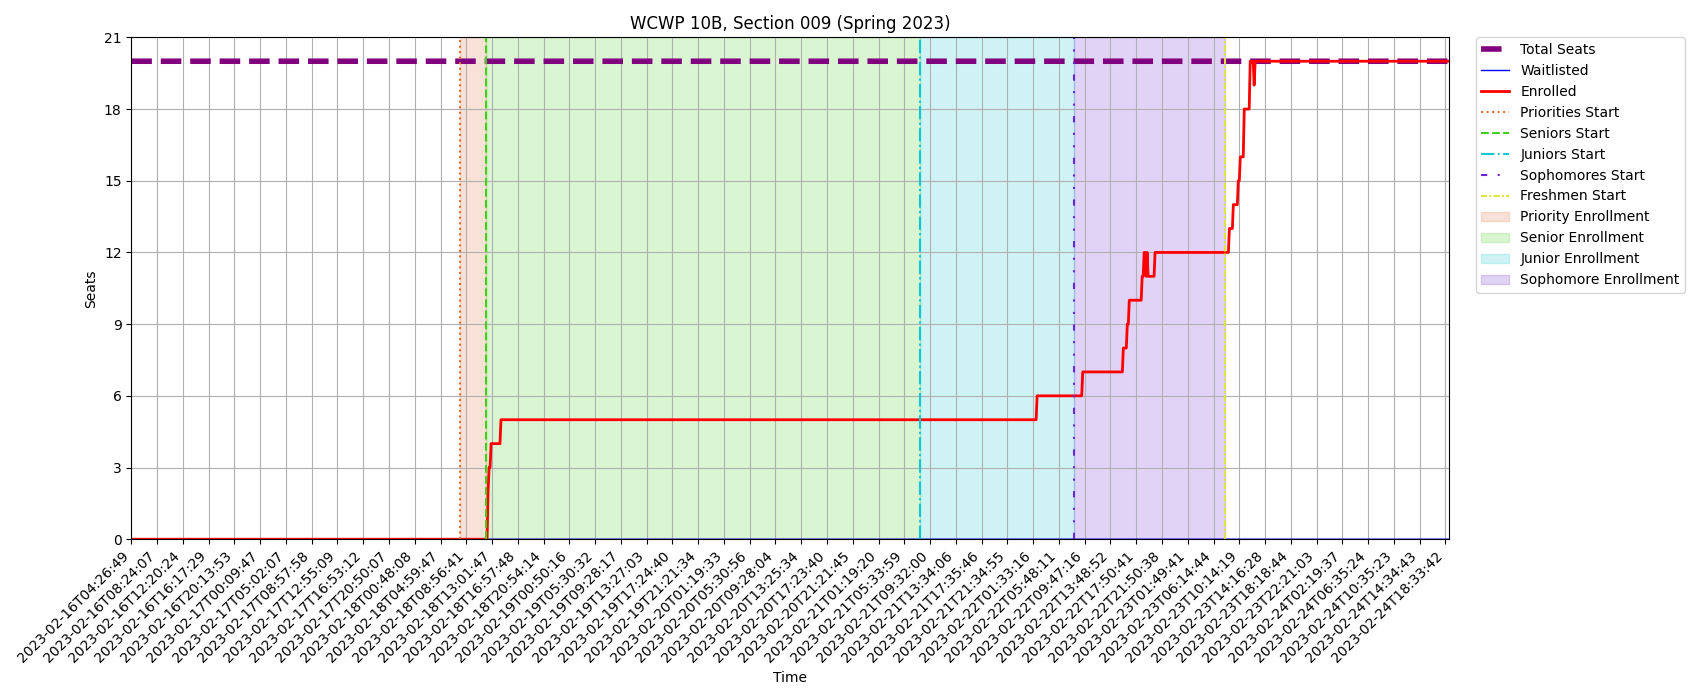 WCWP 10B, Section 009 (Spring 2023)
21
18
15
12
9
6
3
0
Seats
2023-02-16T04:26:49
2023-02-16T08:24:07
2023-02-16T12:20:24
2023-02-16T16:17:29
2023-02-16T20:13:53
2023-02-17T00:09:47
2023-02-17T05:02:07
2023-02-17T08:57:58
2023-02-17T12:55:09
2023-02-17T16:53:12
2023-02-17T20:50:07
2023-02-18T00:48:08
2023-02-18T04:59:47
2023-02-18T08:56:41
2023-02-18T13:01:47
2023-02-18T16:57:48
2023-02-18T20:54:14
2023-02-19T00:50:16
2023-02-19T05:30:32
2023-02-19T09:28:17
2023-02-19T13:27:03
2023-02-19T17:24:40
2023-02-19T21:21:34
2023-02-20T01:19:33
2023-02-20T05:30:56
2023-02-20T09:28:04
2023-02-20T13:25:34
2023-02-20T17:23:40
2023-02-20T21:21:45
2023-02-21T01:19:20
2023-02-21T05:33:59
2023-02-21T09:32:00
2023-02-21T13:34:06
2023-02-21T17:35:46
2023-02-21T21:34:55
2023-02-22T01:33:16
2023-02-22T05:48:11
2023-02-22T09:47:16
2023-02-22T13:48:52
2023-02-22T17:50:41
2023-02-22T21:50:38
2023-02-23T01:49:41
2023-02-23T06:14:44
2023-02-23T10:14:19
2023-02-23T14:16:28
2023-02-23T18:18:44
2023-02-23T22:21:03
2023-02-24T02:19:37
2023-02-24T06:35:24
2023-02-24T10:35:23
2023-02-24T14:34:43
2023-02-24T18:33:42
Time
Total Seats
Waitlisted
Enrolled
Priorities Start
Seniors Start
Juniors Start
Sophomores Start
Freshmen Start
Priority Enrollment
Senior Enrollment
Junior Enrollment
Sophomore Enrollment